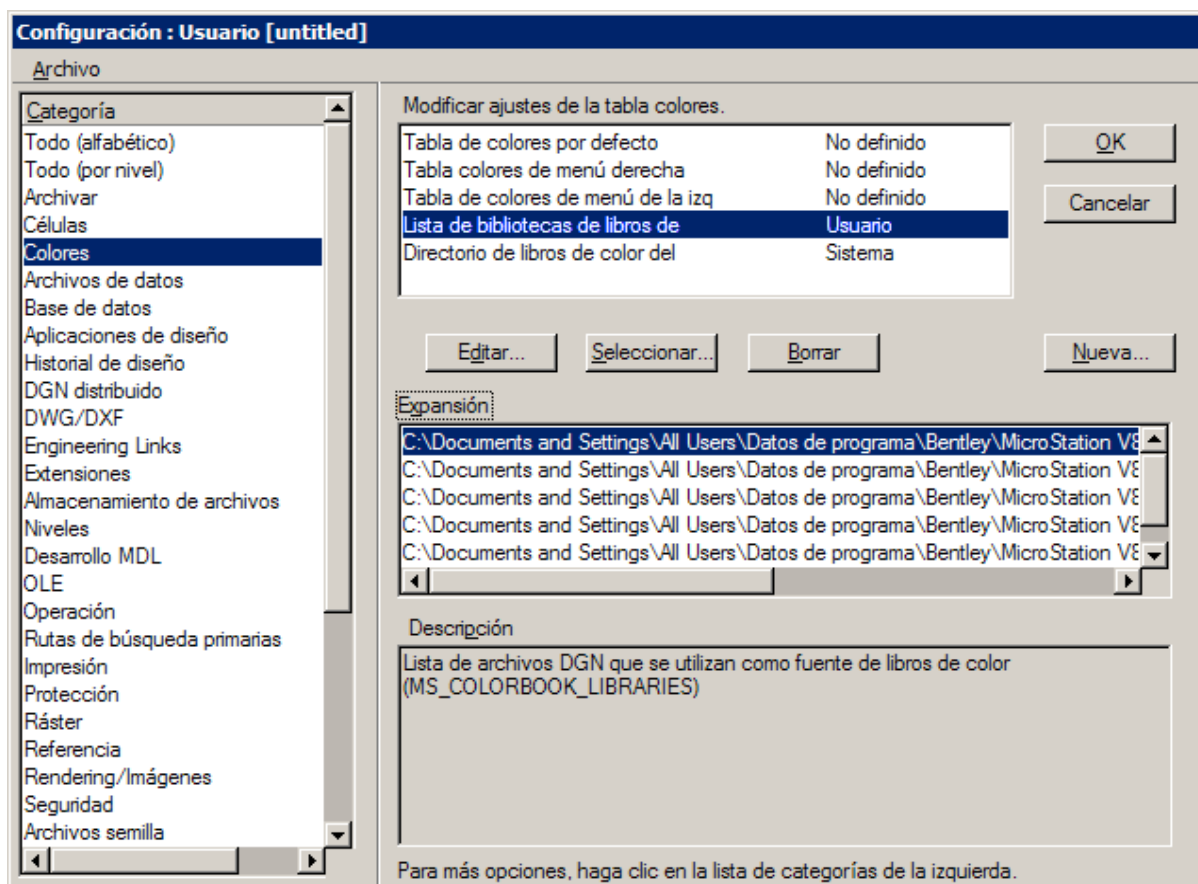 Configuración : Usuario [untitled]
Archivo
Categoría
Todo (alfabético)
Todo (por nivel)
Archivar
Células
Colores
Archivos de datos
Base de datos
Aplicaciones de diseño
Historial de diseño
DGN distribuido
DWG/DXF
Engineering Links
Extensiones
Almacenamiento de archivos
Niveles
Desarrollo MDL
OLE
Operación
Rutas de búsqueda primarias
Impresión
Protección
Ráster
Referencia
Rendering/Imágenes
Seguridad
Archivos semilla
Modificar ajustes de la tabla colores.
Tabla de colores por defecto No definido
Tabla colores de menú derecha No definido
Tabla de colores de menú de la izq No definido
Lista de bibliotecas de libros de Usuario
Directorio de libros de color del Sistema
OK
Cancelar
Editar... Seleccionar... Borrar Nueva...
Expansión
C:\Documents and Settings\All Users\Datos de programa\Bentley\MicroStation V8
C:\Documents and Settings\All Users\Datos de programa\Bentley\MicroStation V8
C:\Documents and Settings\All Users\Datos de programa\Bentley\MicroStation V8
C:\Documents and Settings\All Users\Datos de programa\Bentley\MicroStation V8
C:\Documents and Settings\All Users\Datos de programa\Bentley\MicroStation V8
Descripción
Lista de archivos DGN que se utilizan como fuente de libros de color
(MS_COLORBOOK_LIBRARIES)
Para más opciones, haga clic en la lista de categorías de la izquierda.